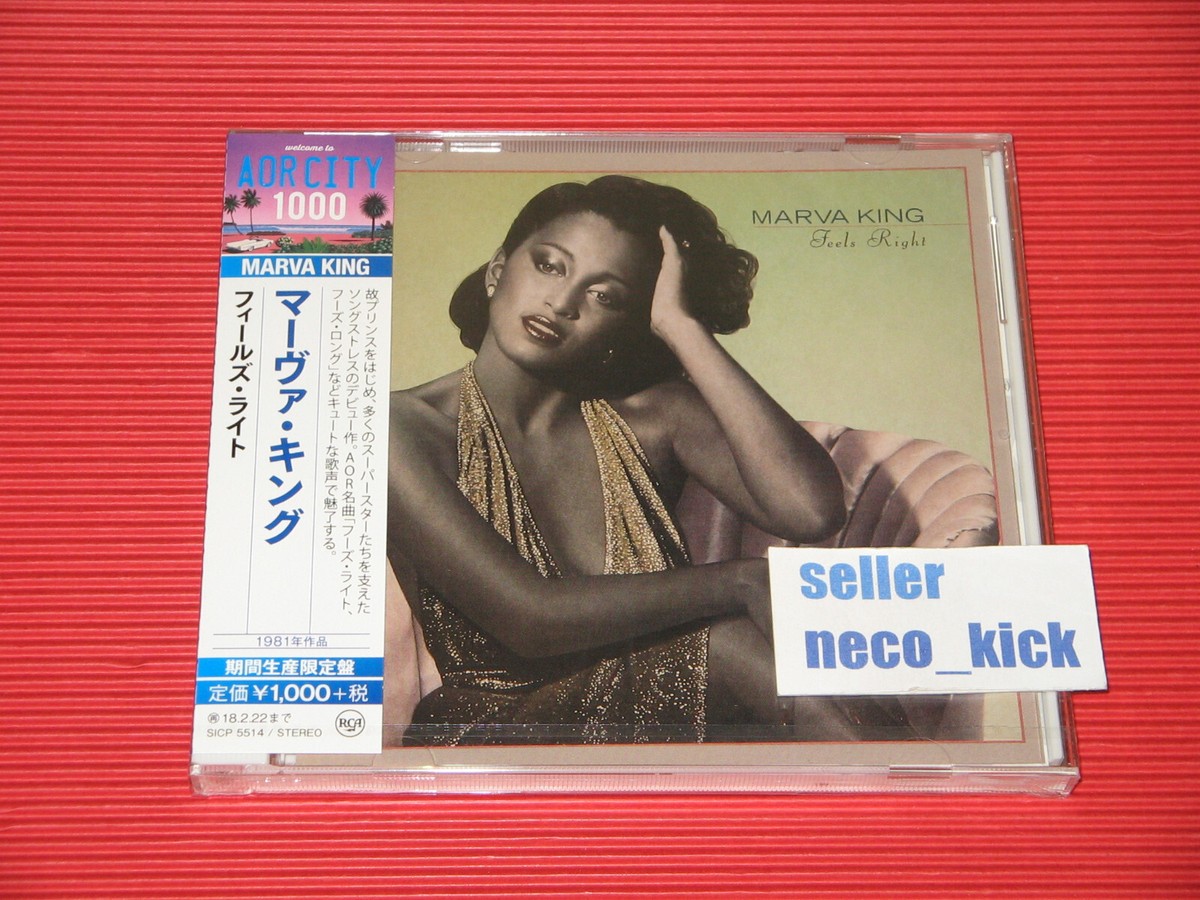 welcome to
AOR CITY
1000
MARVA KING
故プリンスをはじめ、多くのスーパースターたちを支えた
ソングストレスのデビュー作。AOR名曲「フーズ・ライト、
フーズ・ロング」などキュートな歌声で魅了する。
マーヴァ・キング
フィールズ・ライト
1981年作品
期間生産限定盤
定価¥1,000+税
18.2.22まで
SICP 5514 / STEREO
RCA
MARVA KING
Feels Right
seller
neco_kick